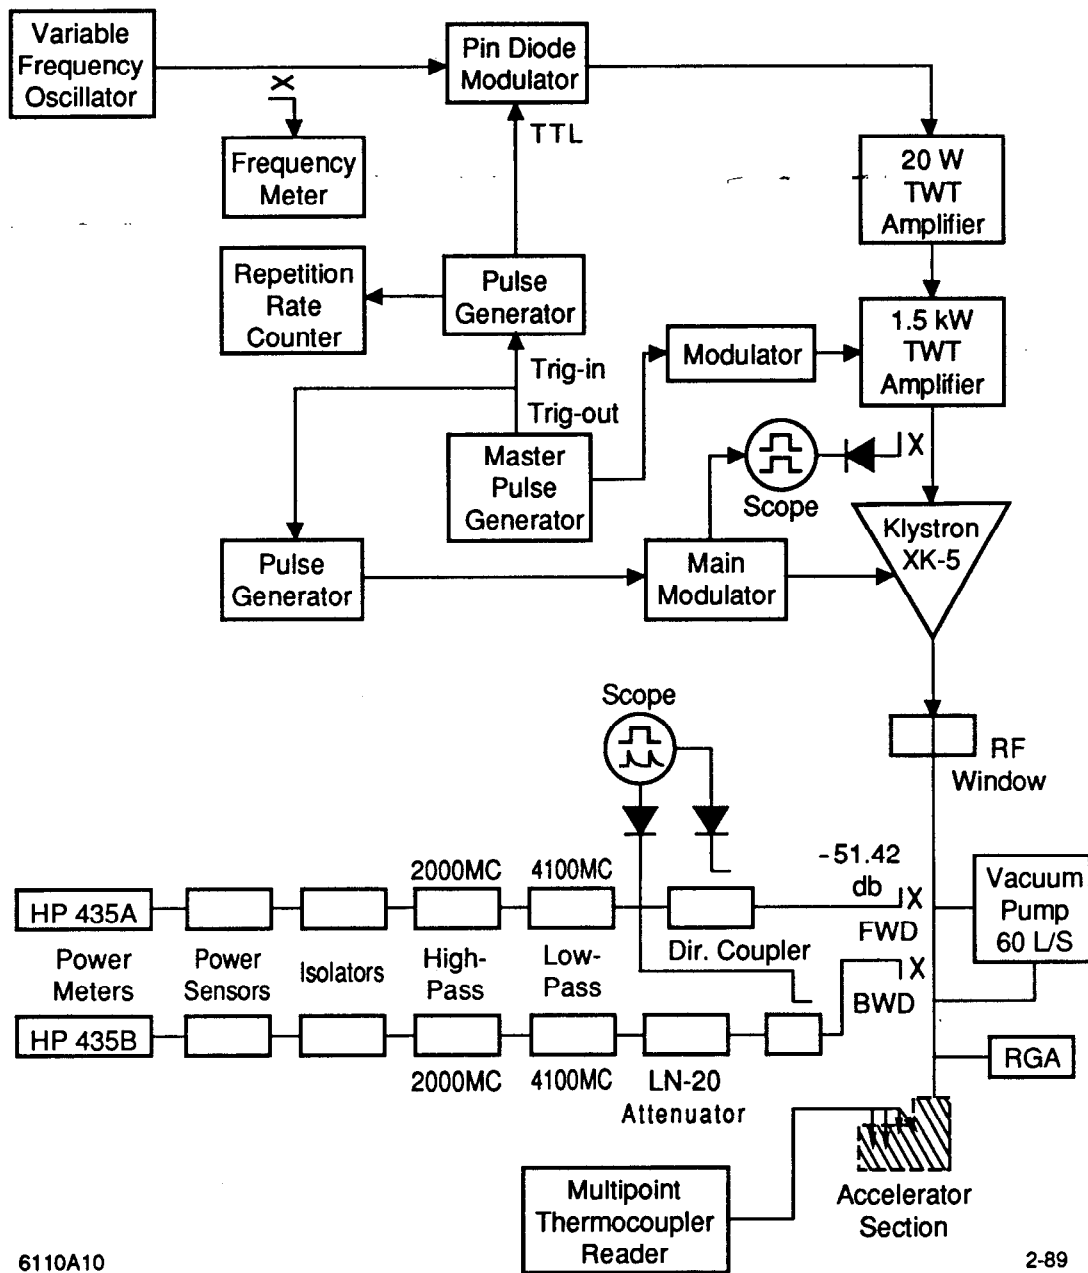 Variable
Frequency
Oscillator
Pin Diode
Modulator
TTL
Frequency
Meter
20 W
TWT
Amplifier
Repetition
Rate
Counter
Pulse
Generator
1.5 kW
TWT
Amplifier
Modulator
Trig-in
Trig-out
Master
Pulse
Generator
Scope
Klystron
XK-5
Pulse
Generator
Main
Modulator
Scope
RF
Window
-51.42
db
FWD
BWD
Vacuum
Pump
60 L/S
2000MC
4100MC
HP 435A
Power
Meters
Power
Sensors
Isolators
High-
Pass
Low-
Pass
Dir. Coupler
HP 435B
2000MC
4100MC
LN-20
Attenuator
RGA
Multipoint
Thermocoupler
Reader
Accelerator
Section
6110A10
2-89